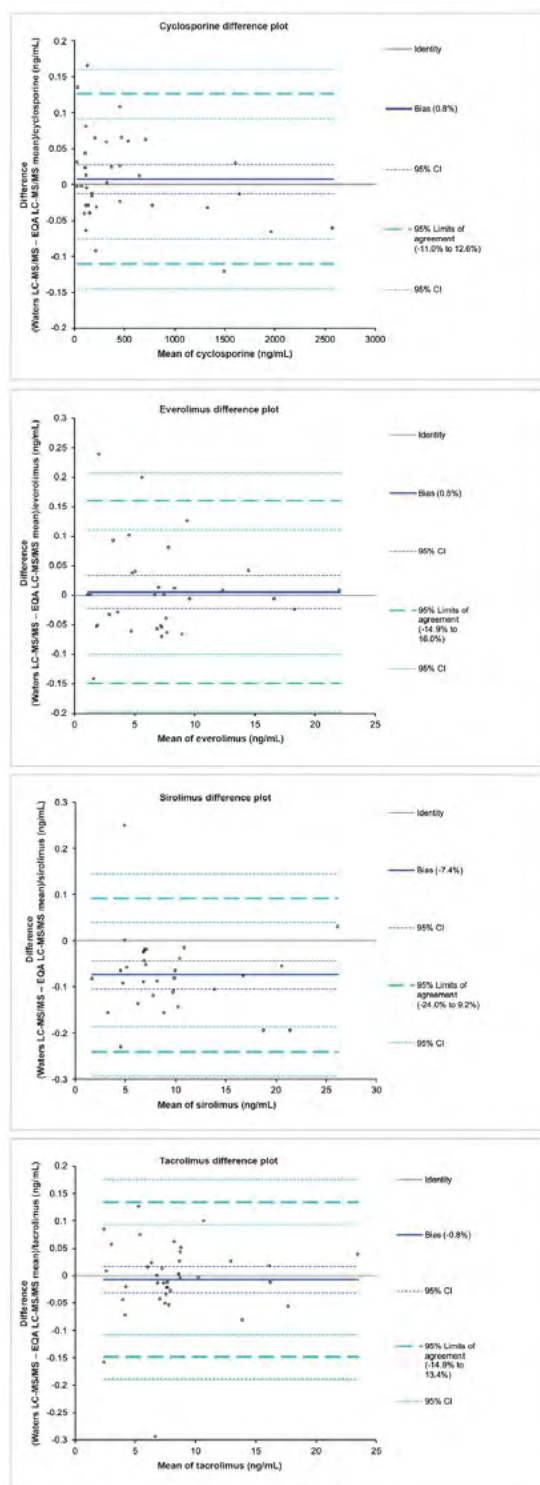 Cyclosporine difference plot
Difference
(Waters LC-MS/MS – EQA LC-MS/MS mean)/cyclosporine (ng/mL)
0.2
0.15
0.1
0.05
0
-0.05
-0.1
-0.15
-0.2
0
500
1000
1500
2000
2500
3000
Mean of cyclosporine (ng/mL)
Identity
Bias (0.8%)
95% CI
95% Limits of
agreement
(-11.0% to 12.6%)
95% CI
Everolimus difference plot
Difference
(Waters LC-MS/MS – EQA LC-MS/MS mean)/everolimus (ng/mL)
0.3
0.25
0.2
0.15
0.1
0.05
0
-0.05
-0.1
-0.15
-0.2
0
5
10
15
20
25
Mean of everolimus (ng/mL)
Identity
Bias (0.5%)
95% CI
95% Limits of
agreement
(-14.9% to
16.0%)
95% CI
Sirolimus difference plot
Difference
(Waters LC-MS/MS – EQA LC-MS/MS mean)/sirolimus (ng/mL)
0.3
0.2
0.1
0
-0.1
-0.2
-0.3
0
5
10
15
20
25
30
Mean of sirolimus (ng/mL)
Identity
Bias (-7.4%)
95% CI
95% Limits of
agreement
(-24.0% to 9.2%)
95% CI
Tacrolimus difference plot
Difference
(Waters LC-MS/MS – EQA LC-MS/MS mean)/tacrolimus (ng/mL)
0.2
0.15
0.1
0.05
0
-0.05
-0.1
-0.15
-0.2
-0.3
0
5
10
15
20
25
Mean of tacrolimus (ng/mL)
Identity
Bias (-0.8%)
95% CI
95% Limits of
agreement
(-14.9% to
13.4%)
95% CI